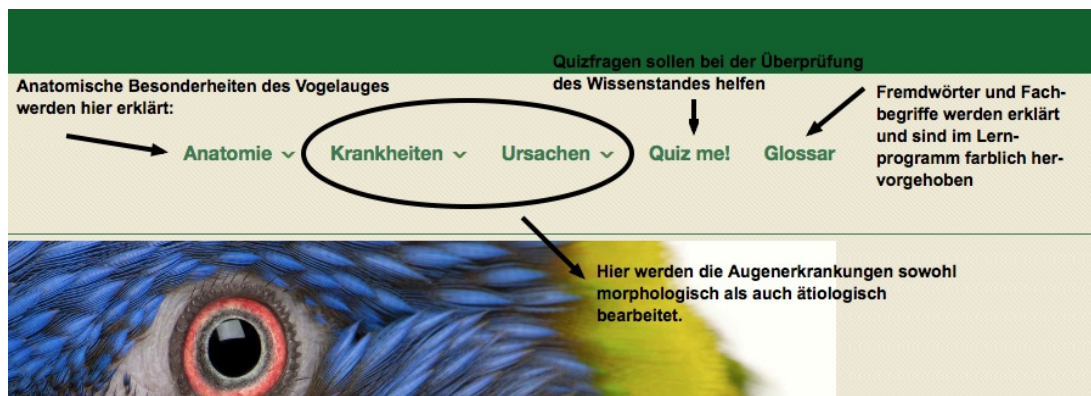 Quizfragen sollen bei der Überprüfung
des Wissenstandes helfen
Anatomische Besonderheiten des Vogelauges
werden hier erklärt:
Fremdwörter und Fach-
begriffe werden erklärt
und sind im Lern-
programm farblich her-
vorgehoben
Anatomie Krankheiten Ursachen Quiz me! Glossar
Hier werden die Augenerkrankungen sowohl
morphologisch als auch ätiologisch
bearbeitet.